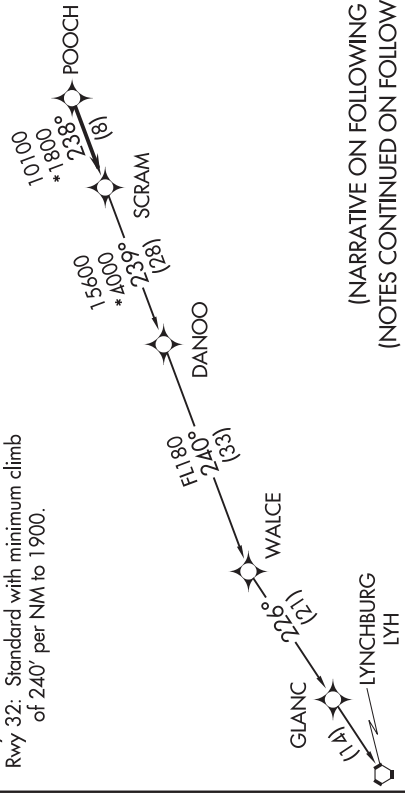 Rwy 32: Standard with minimum climb
of 240' per NM to 1900.
POOCH
10100
*1800
238°
(8)
SCRAM
15600
*4000
239°
(28)
DANOO
FL180
240°
(33)
WALCE
226°
(21)
GLANC
(14)
LYNCHBURG
LYH
(NARRATIVE ON FOLLOWING
(NOTES CONTINUED ON FOLLOW